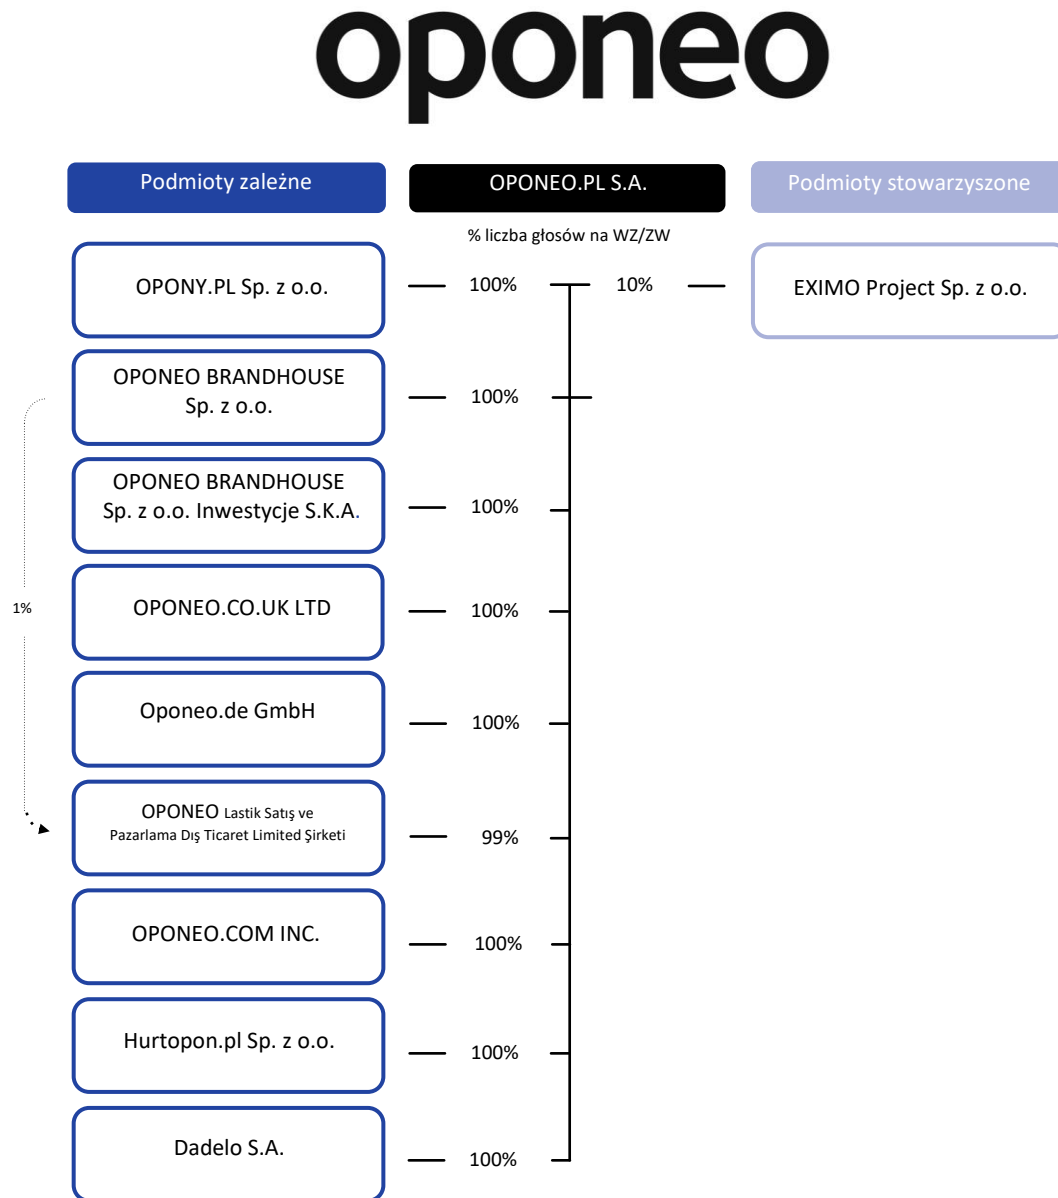 oponeo
Podmioty zależne
OPONEO.PL S.A.
Podmioty stowarzyszone
% liczba głosów na WZ/ZW
OPONY.PL Sp. z o.o.
100%
10%
EXIMO Project Sp. z o.o.
OPONEO BRANDHOUSE
Sp. z o.o.
100%
OPONEO BRANDHOUSE
Sp. z o.o. Inwestycje S.K.A.
100%
1%
OPONEO.CO.UK LTD
100%
Oponeo.de GmbH
100%
OPONEO Lastik Satış ve
Pazarlama Dış Ticaret Limited Şirketi
99%
OPONEO.COM INC.
100%
Hurtopon.pl Sp. z o.o.
100%
Dadelo S.A.
100%